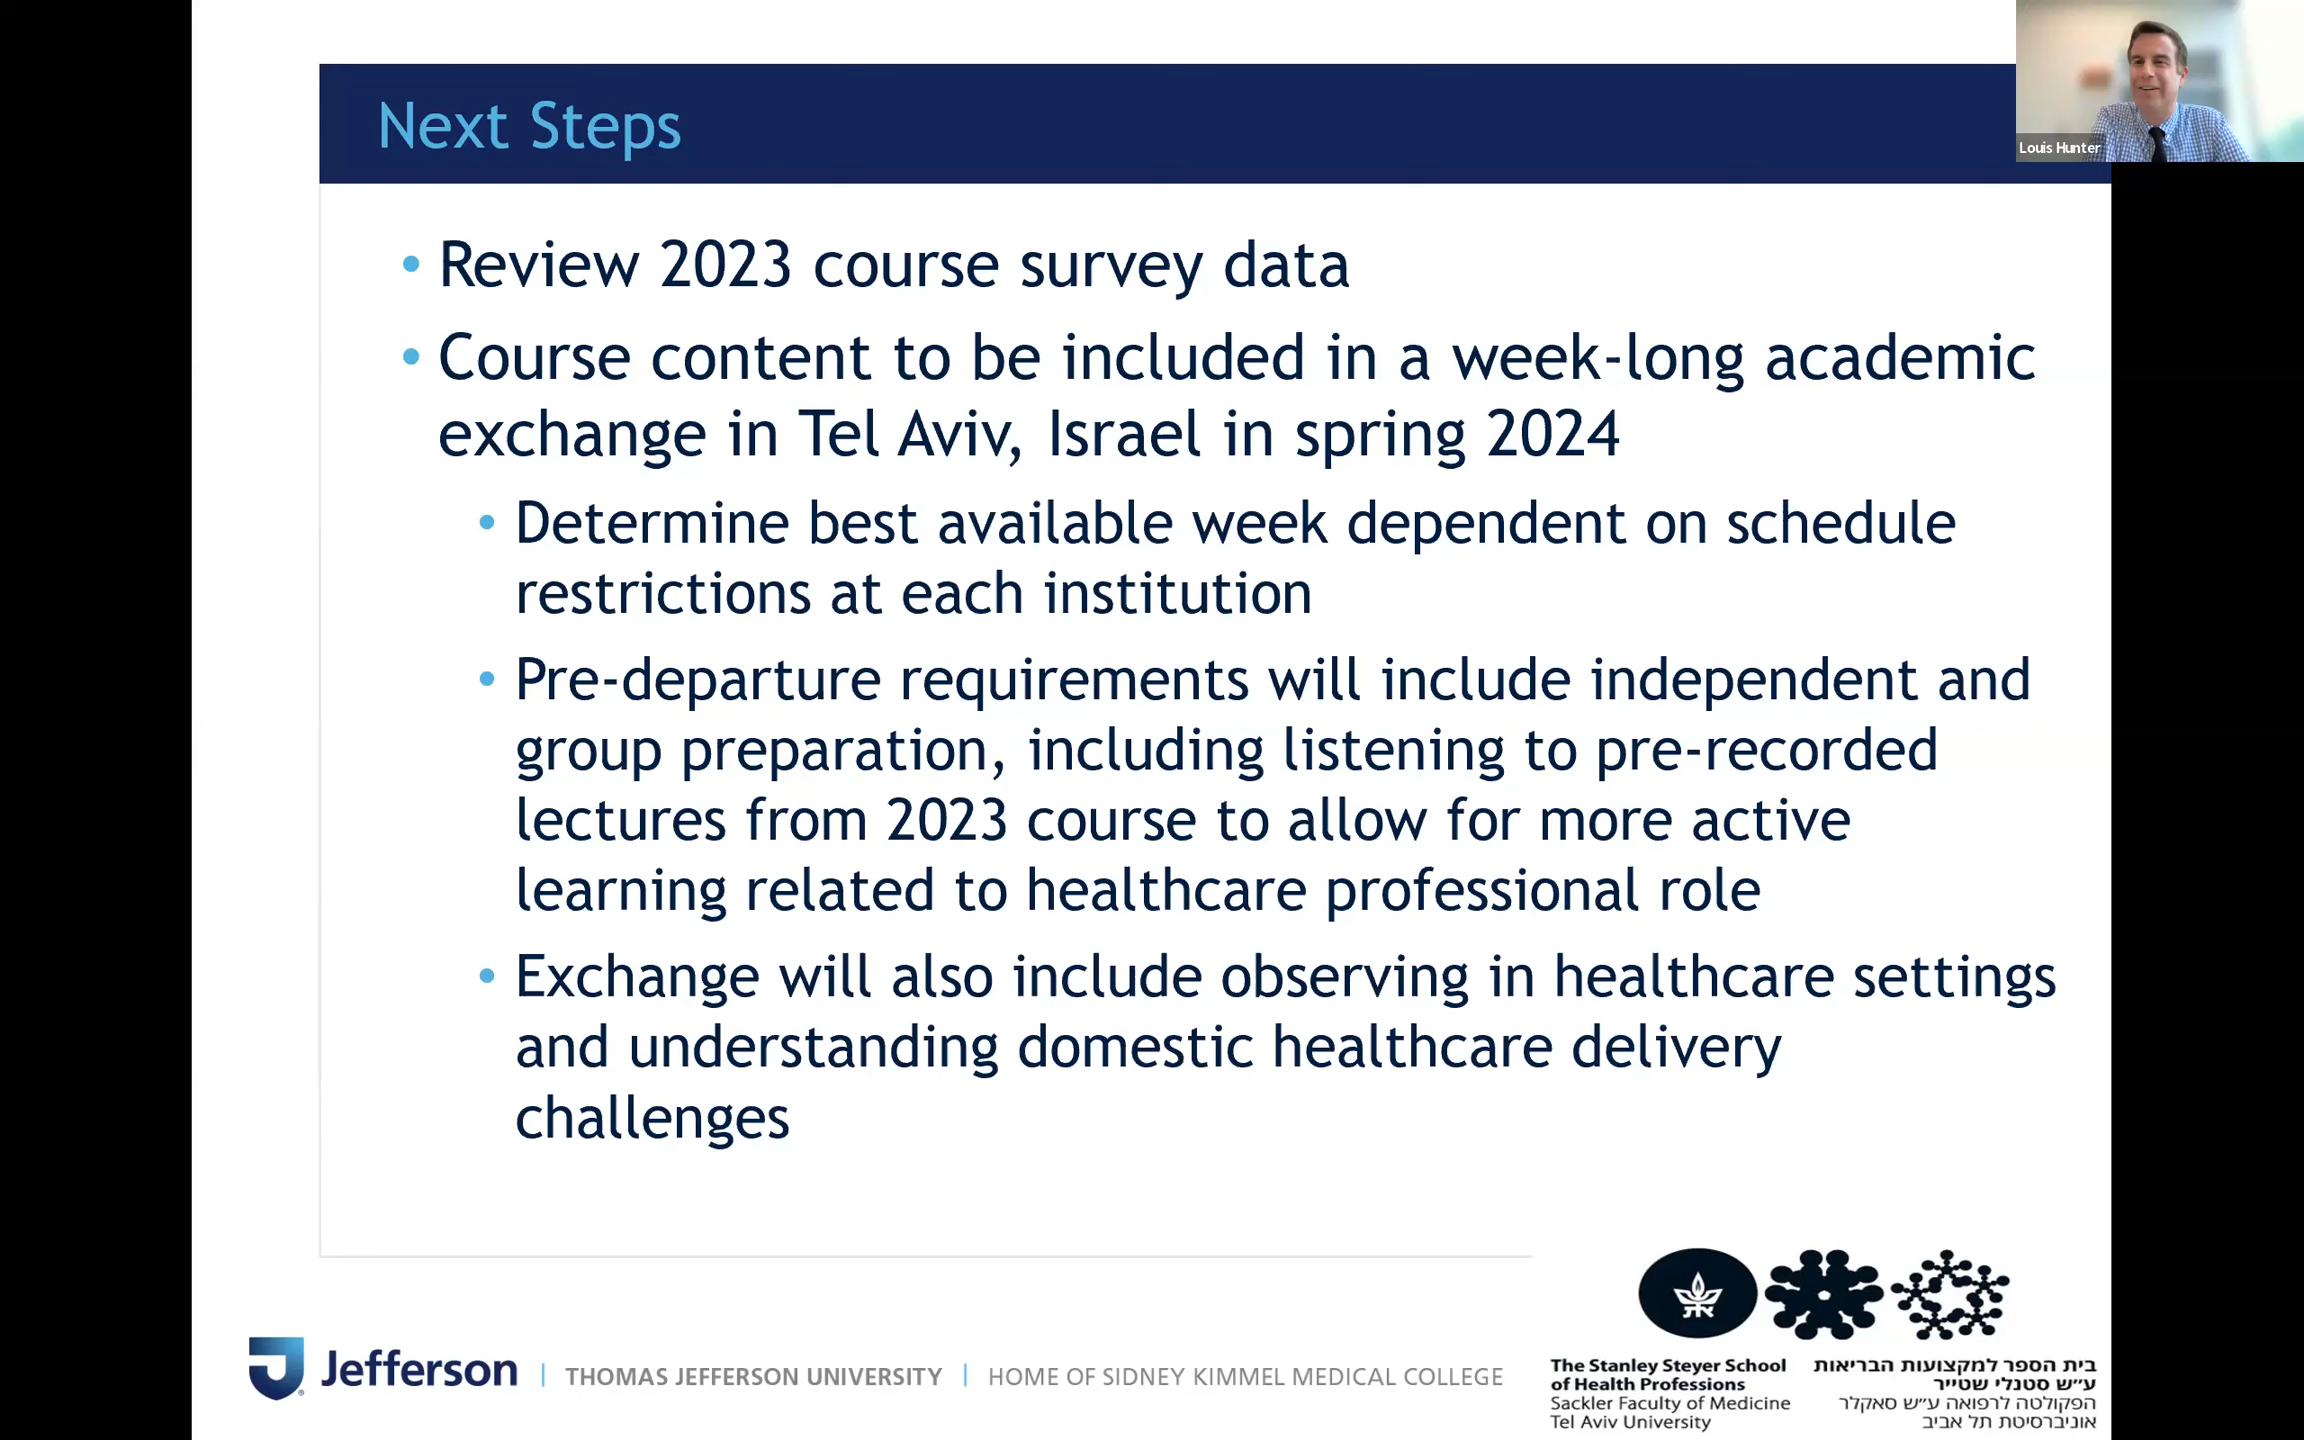 Next Steps
Louis Hunter
• Review 2023 course survey data
• Course content to be included in a week-long academic
exchange in Tel Aviv, Israel in spring 2024
• Determine best available week dependent on schedule
restrictions at each institution
• Pre-departure requirements will include independent and
group preparation, including listening to pre-recorded
lectures from 2023 course to allow for more active
learning related to healthcare professional role
• Exchange will also include observing in healthcare settings
and understanding domestic healthcare delivery
challenges
Jefferson | THOMAS JEFFERSON UNIVERSITY | HOME OF SIDNEY KIMMEL MEDICAL COLLEGE
The Stanley Steyer School
of Health Professions
Sackler Faculty of Medicine
Tel Aviv University
בית הספר למקצועות הבריאות
ע״ש סטנלי שטייר
הפקולטה לרפואה ע״ש סאקלר
אוניברסיטת תל אביב